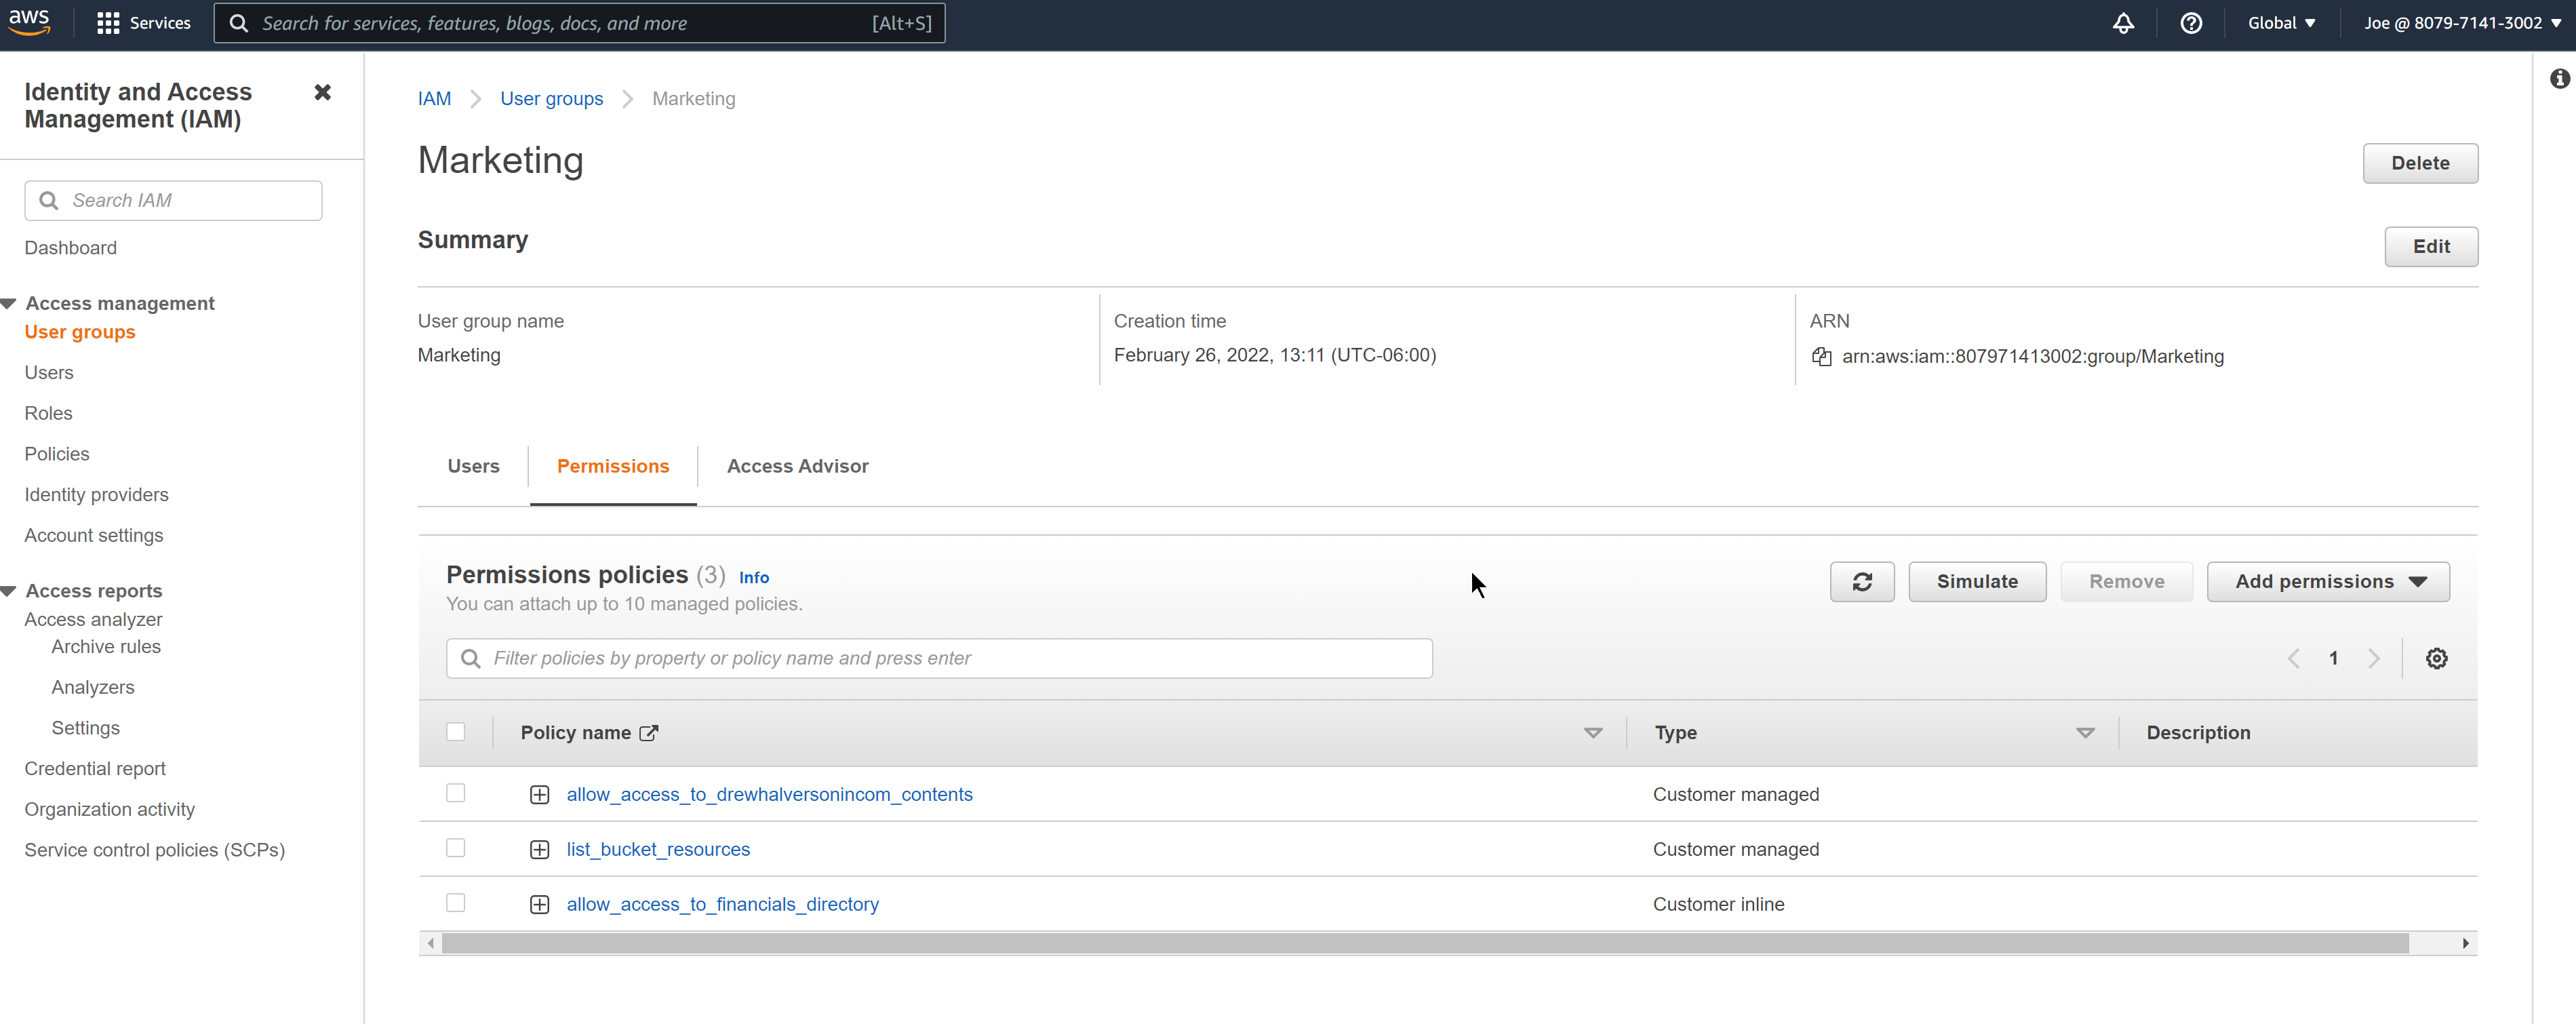 aws
Services
Search for services, features, blogs, docs, and more
[Alt+S]
Global
Joe @ 8079-7141-3002
Identity and Access
Management (IAM)
Search IAM
Dashboard
Access management
User groups
Users
Roles
Policies
Identity providers
Account settings
Access reports
Access analyzer
Archive rules
Analyzers
Settings
Credential report
Organization activity
Service control policies (SCPs)
IAM
User groups
Marketing
Marketing
Delete
Summary
Edit
User group name
Marketing
Creation time
February 26, 2022, 13:11 (UTC-06:00)
ARN
arn:aws:iam::807971413002:group/Marketing
Users
Permissions
Access Advisor
Permissions policies (3) Info
You can attach up to 10 managed policies.
Simulate
Remove
Add permissions
Filter policies by property or policy name and press enter
1
Policy name
Type
Description
allow_access_to_drewhalversonincom_contents
Customer managed
list_bucket_resources
Customer managed
allow_access_to_financials_directory
Customer inline